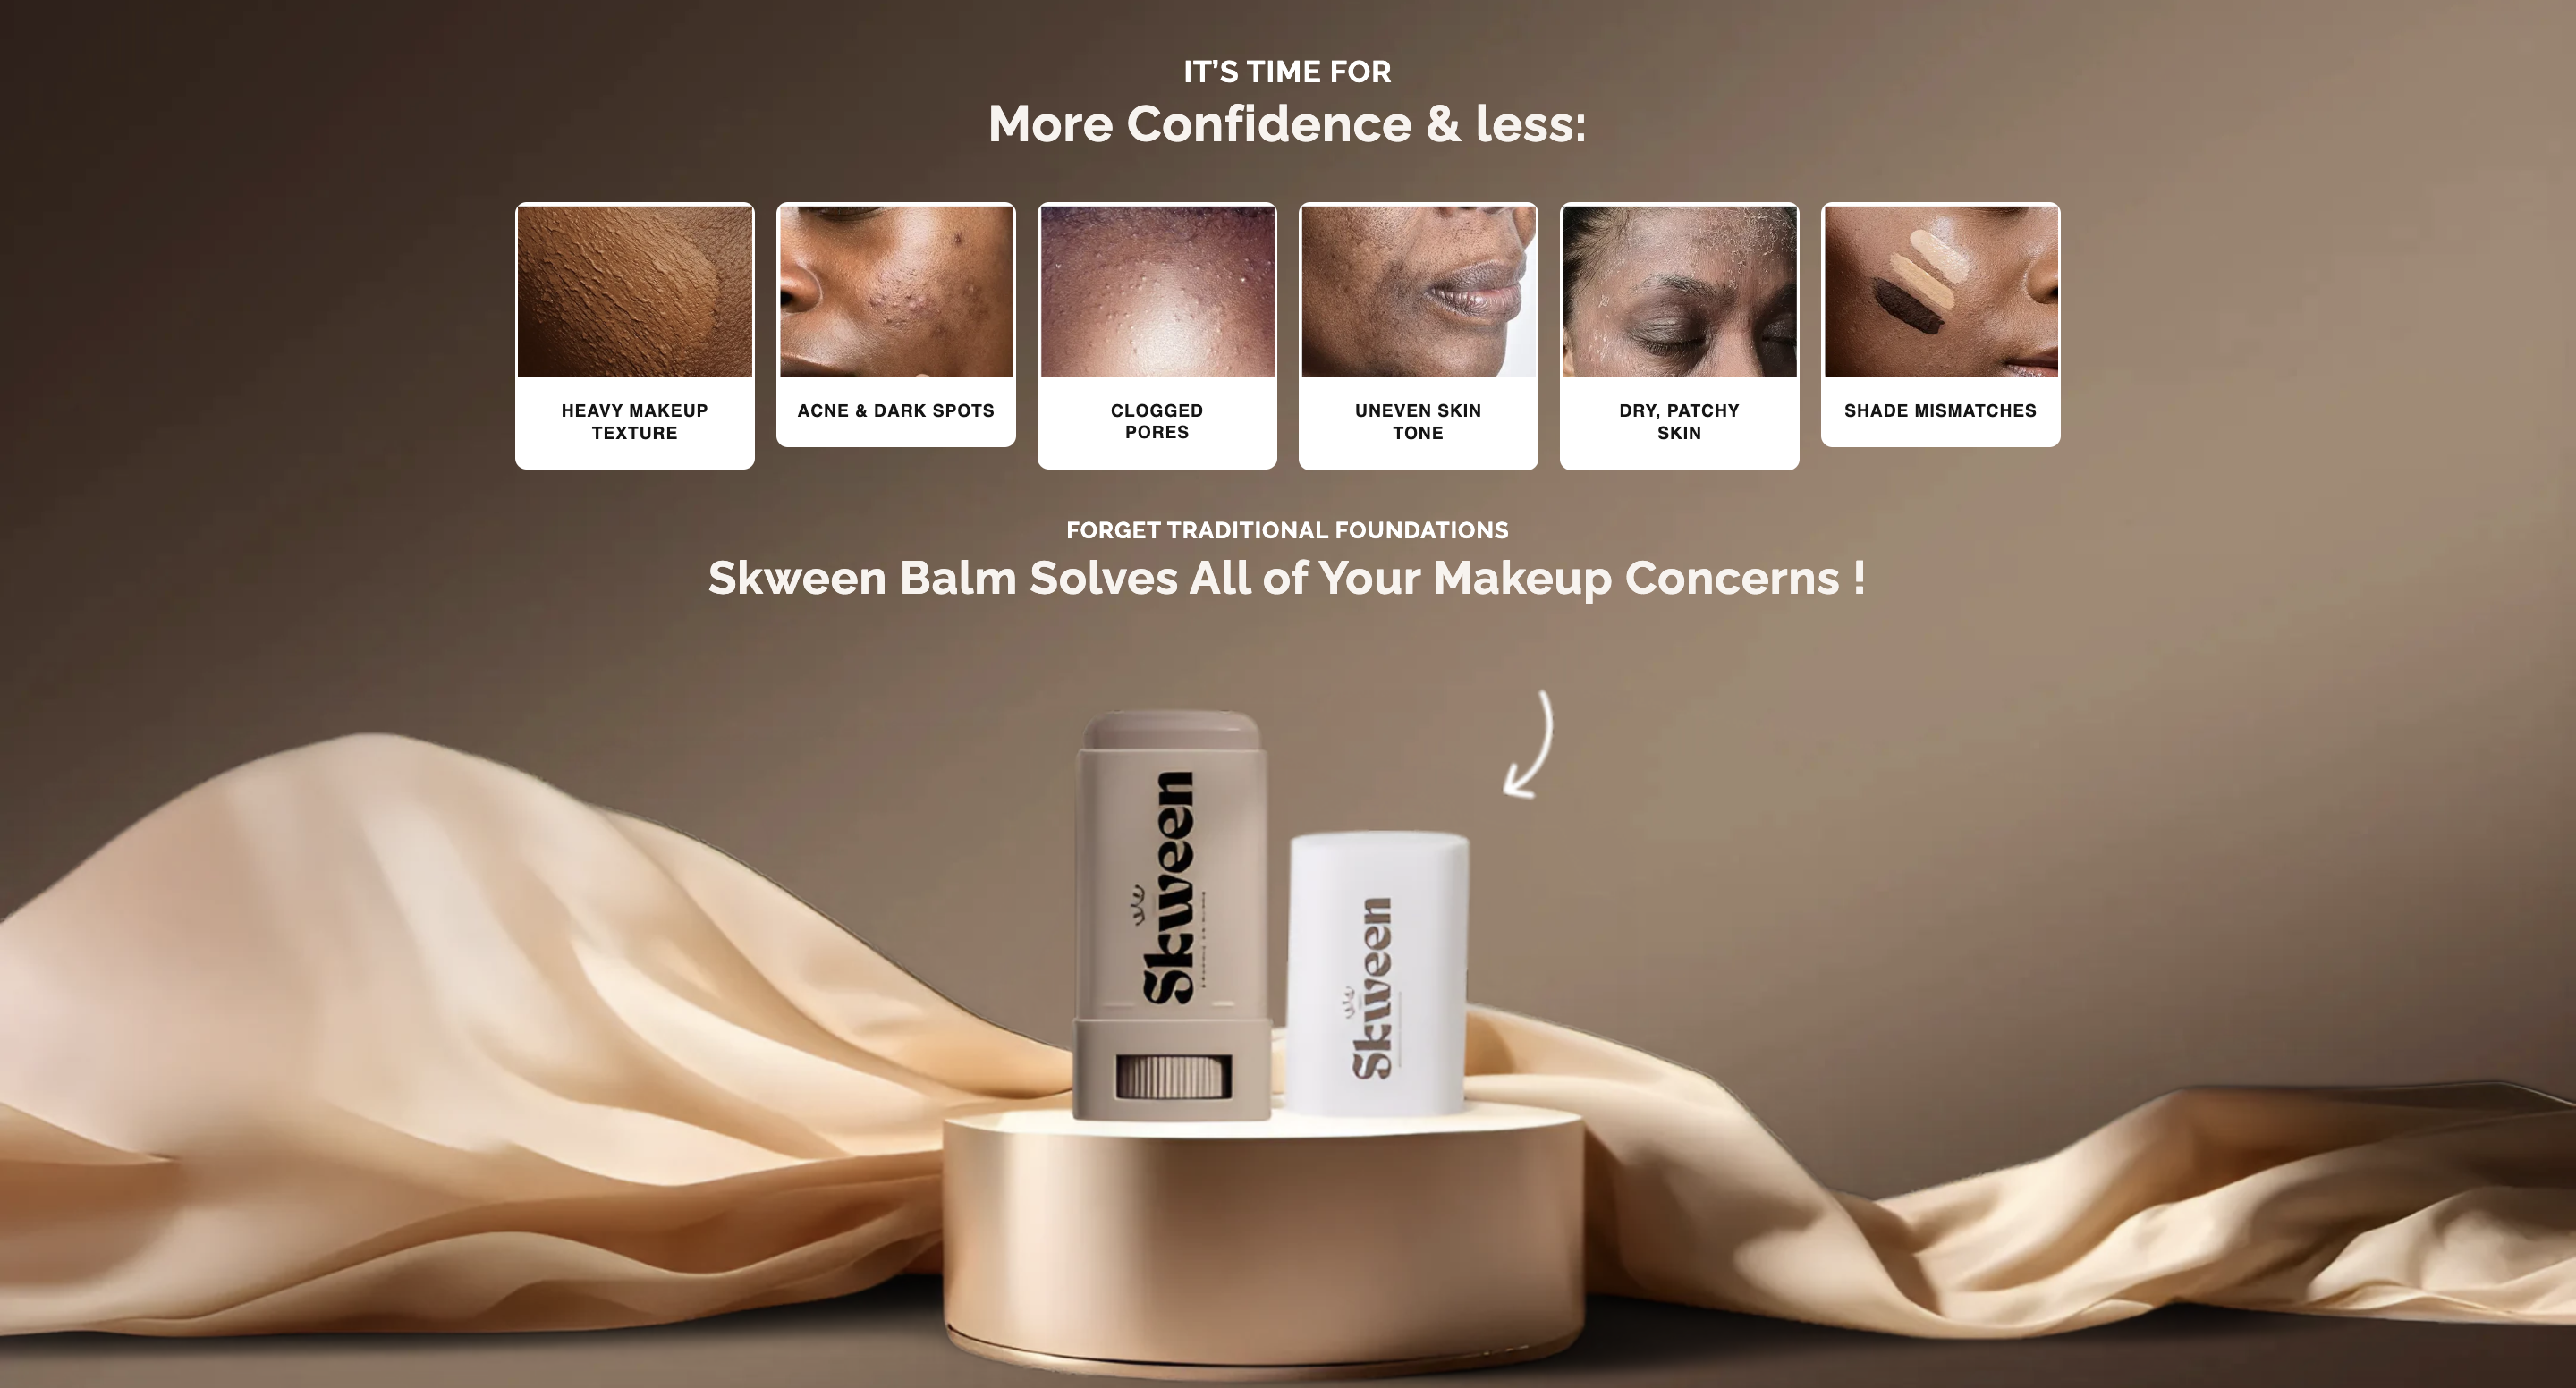 IT'S TIME FOR
More Confidence & less:
HEAVY MAKEUP
TEXTURE
ACNE & DARK SPOTS
CLOGGED
PORES
UNEVEN SKIN
TONE
DRY, PATCHY
SKIN
SHADE MISMATCHES
FORGET TRADITIONAL FOUNDATIONS
Skween Balm Solves All of Your Makeup Concerns !
Skween
Skween